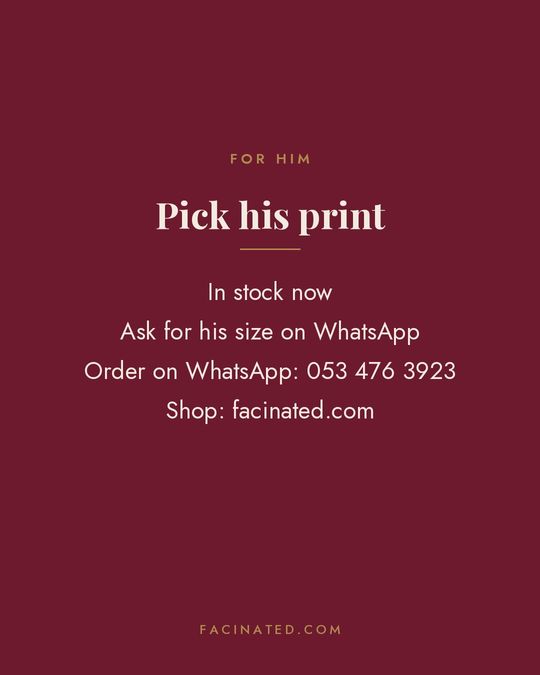 FOR HIM
Pick his print
In stock now
Ask for his size on WhatsApp
Order on WhatsApp: 053 476 3923
Shop: facinated.com
FACINATED.COM